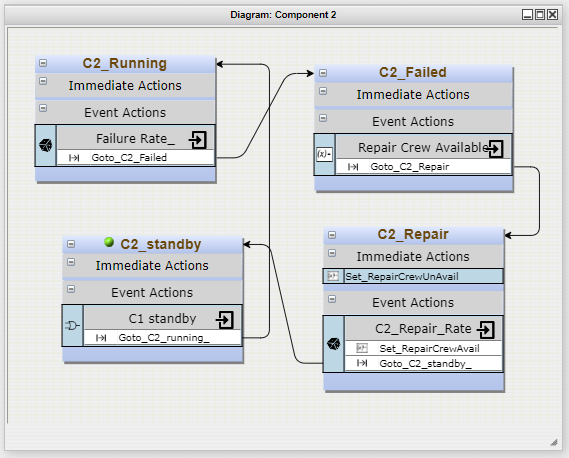 Diagram: Component 2
C2_Running
Immediate Actions
Event Actions
Failure Rate_
Goto_C2_Failed
C2_Failed
Immediate Actions
Event Actions
(x)=
Repair Crew Available
Goto_C2_Repair
C2_standby
Immediate Actions
Event Actions
C1 standby
Goto_C2_running_
C2_Repair
Immediate Actions
Set_RepairCrewUnAvail
Event Actions
C2_Repair_Rate
Set_RepairCrewAvail
Goto_C2_standby_